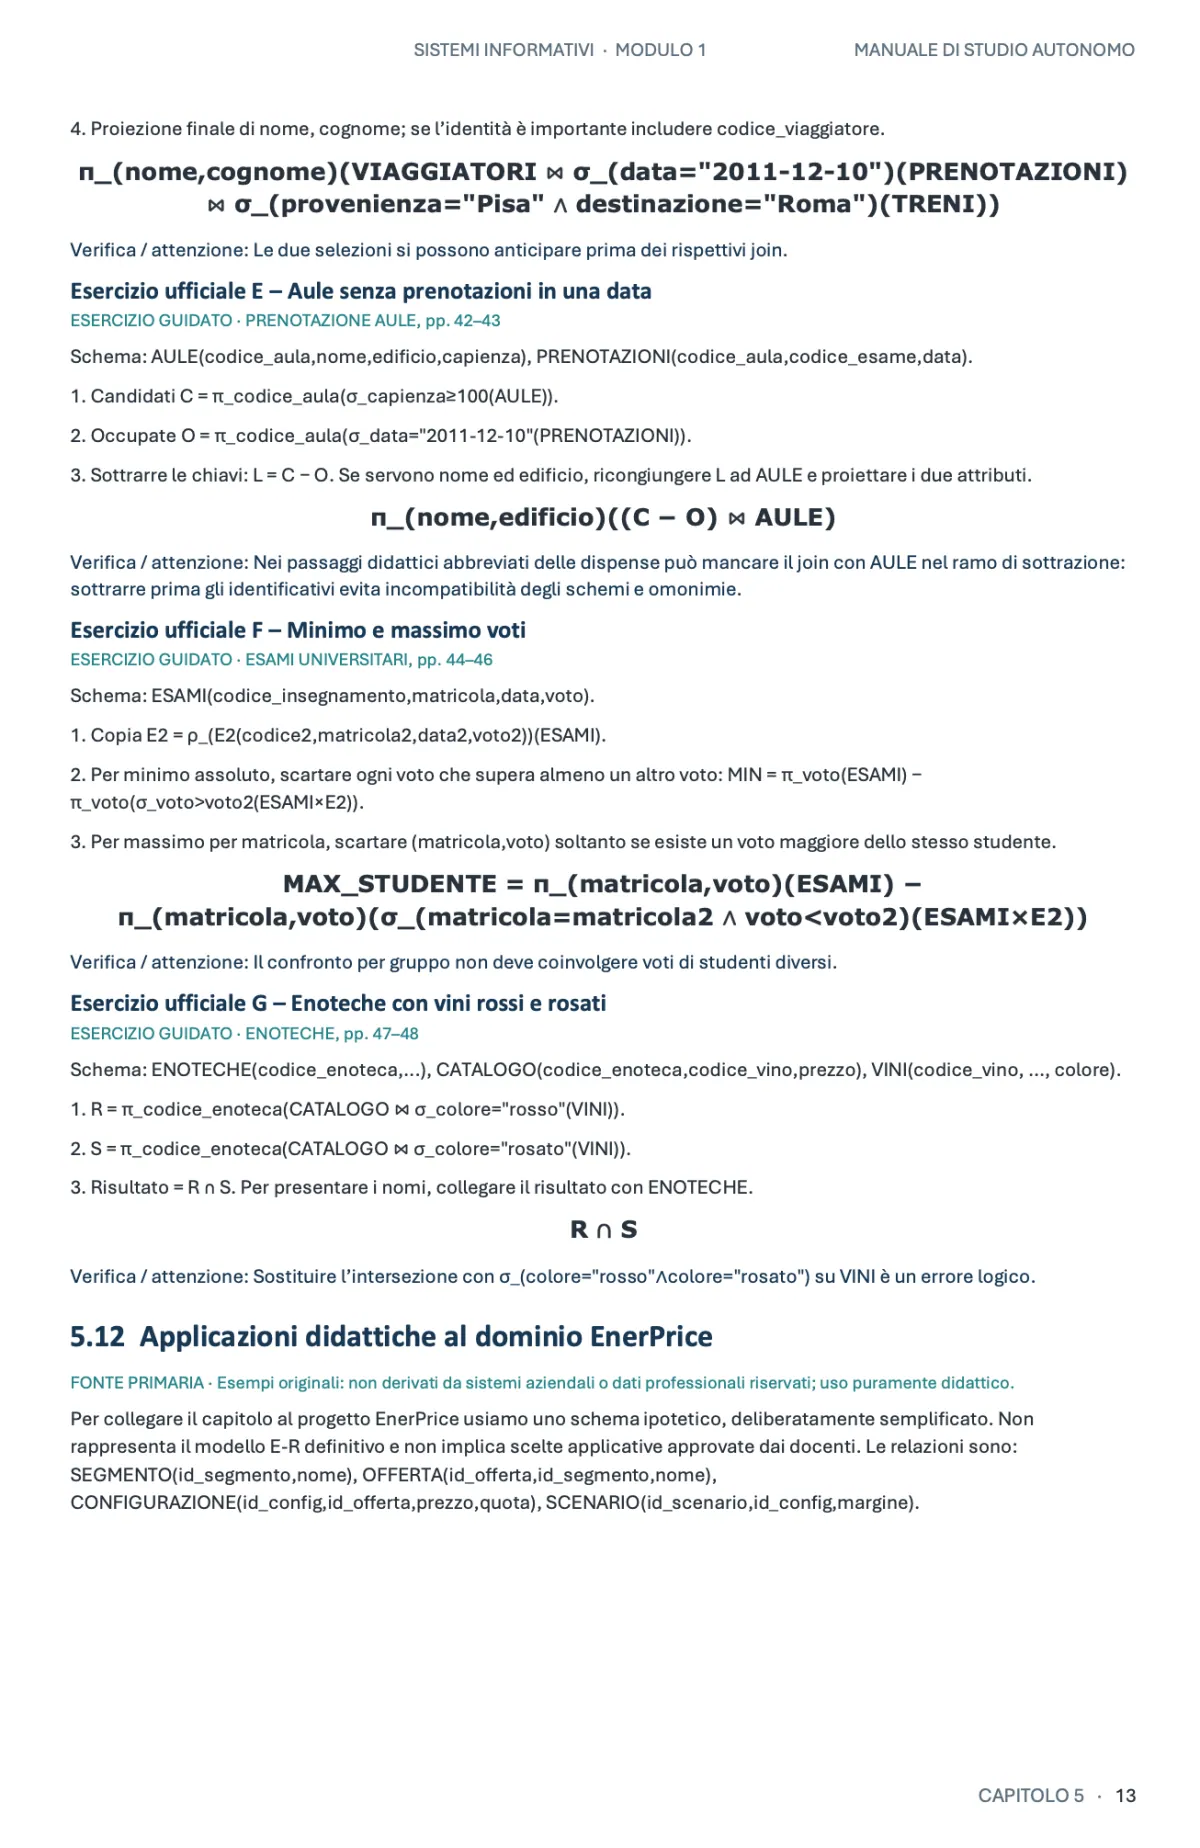 SISTEMI INFORMATIVI · MODULO 1 MANUALE DI STUDIO AUTONOMO
4. Proiezione finale di nome, cognome; se l’identità è importante includere codice_viaggiatore.
π_(nome,cognome)(VIAGGIATORI ⋈ σ_(data="2011-12-10")(PRENOTAZIONI)
⋈ σ_(provenienza="Pisa" ∧ destinazione="Roma")(TRENI))
Verifica / attenzione: Le due selezioni si possono anticipare prima dei rispettivi join.
Esercizio ufficiale E – Aule senza prenotazioni in una data
ESERCIZIO GUIDATO · PRENOTAZIONE AULE, pp. 42–43
Schema: AULE(codice_aula,nome,edificio,capienza), PRENOTAZIONI(codice_aula,codice_esame,data).
1. Candidati C = π_codice_aula(σ_capienza≥100(AULE)).
2. Occupate O = π_codice_aula(σ_data="2011-12-10"(PRENOTAZIONI)).
3. Sottrarre le chiavi: L = C − O. Se servono nome ed edificio, ricongiungere L ad AULE e proiettare i due attributi.
π_(nome,edificio)((C − O) ⋈ AULE)
Verifica / attenzione: Nei passaggi didattici abbreviati delle dispense può mancare il join con AULE nel ramo di sottrazione:
sottrarre prima gli identificativi evita incompatibilità degli schemi e omonimie.
Esercizio ufficiale F – Minimo e massimo voti
ESERCIZIO GUIDATO · ESAMI UNIVERSITARI, pp. 44–46
Schema: ESAMI(codice_insegnamento,matricola,data,voto).
1. Copia E2 = ρ_(E2(codice2,matricola2,data2,voto2))(ESAMI).
2. Per minimo assoluto, scartare ogni voto che supera almeno un altro voto: MIN = π_voto(ESAMI) −
π_voto(σ_voto>voto2(ESAMI×E2)).
3. Per massimo per matricola, scartare (matricola,voto) soltanto se esiste un voto maggiore dello stesso studente.
MAX_STUDENTE = π_(matricola,voto)(ESAMI) −
π_(matricola,voto)(σ_(matricola=matricola2 ∧ voto<voto2)(ESAMI×E2))
Verifica / attenzione: Il confronto per gruppo non deve coinvolgere voti di studenti diversi.
Esercizio ufficiale G – Enoteche con vini rossi e rosati
ESERCIZIO GUIDATO · ENOTECHE, pp. 47–48
Schema: ENOTECHE(codice_enoteca,...), CATALOGO(codice_enoteca,codice_vino,prezzo), VINI(codice_vino, ..., colore).
1. R = π_codice_enoteca(CATALOGO ⋈ σ_colore="rosso"(VINI)).
2. S = π_codice_enoteca(CATALOGO ⋈ σ_colore="rosato"(VINI)).
3. Risultato = R ∩ S. Per presentare i nomi, collegare il risultato con ENOTECHE.
R ∩ S
Verifica / attenzione: Sostituire l’intersezione con σ_(colore="rosso"∧colore="rosato") su VINI è un errore logico.
5.12 Applicazioni didattiche al dominio EnerPrice
FONTE PRIMARIA · Esempi originali: non derivati da sistemi aziendali o dati professionali riservati; uso puramente didattico.
Per collegare il capitolo al progetto EnerPrice usiamo uno schema ipotetico, deliberatamente semplificato. Non
rappresenta il modello E-R definitivo e non implica scelte applicative approvate dai docenti. Le relazioni sono:
SEGMENTO(id_segmento,nome), OFFERTA(id_offerta,id_segmento,nome),
CONFIGURAZIONE(id_config,id_offerta,prezzo,quota), SCENARIO(id_scenario,id_config,margine).
CAPITOLO 5 · 13